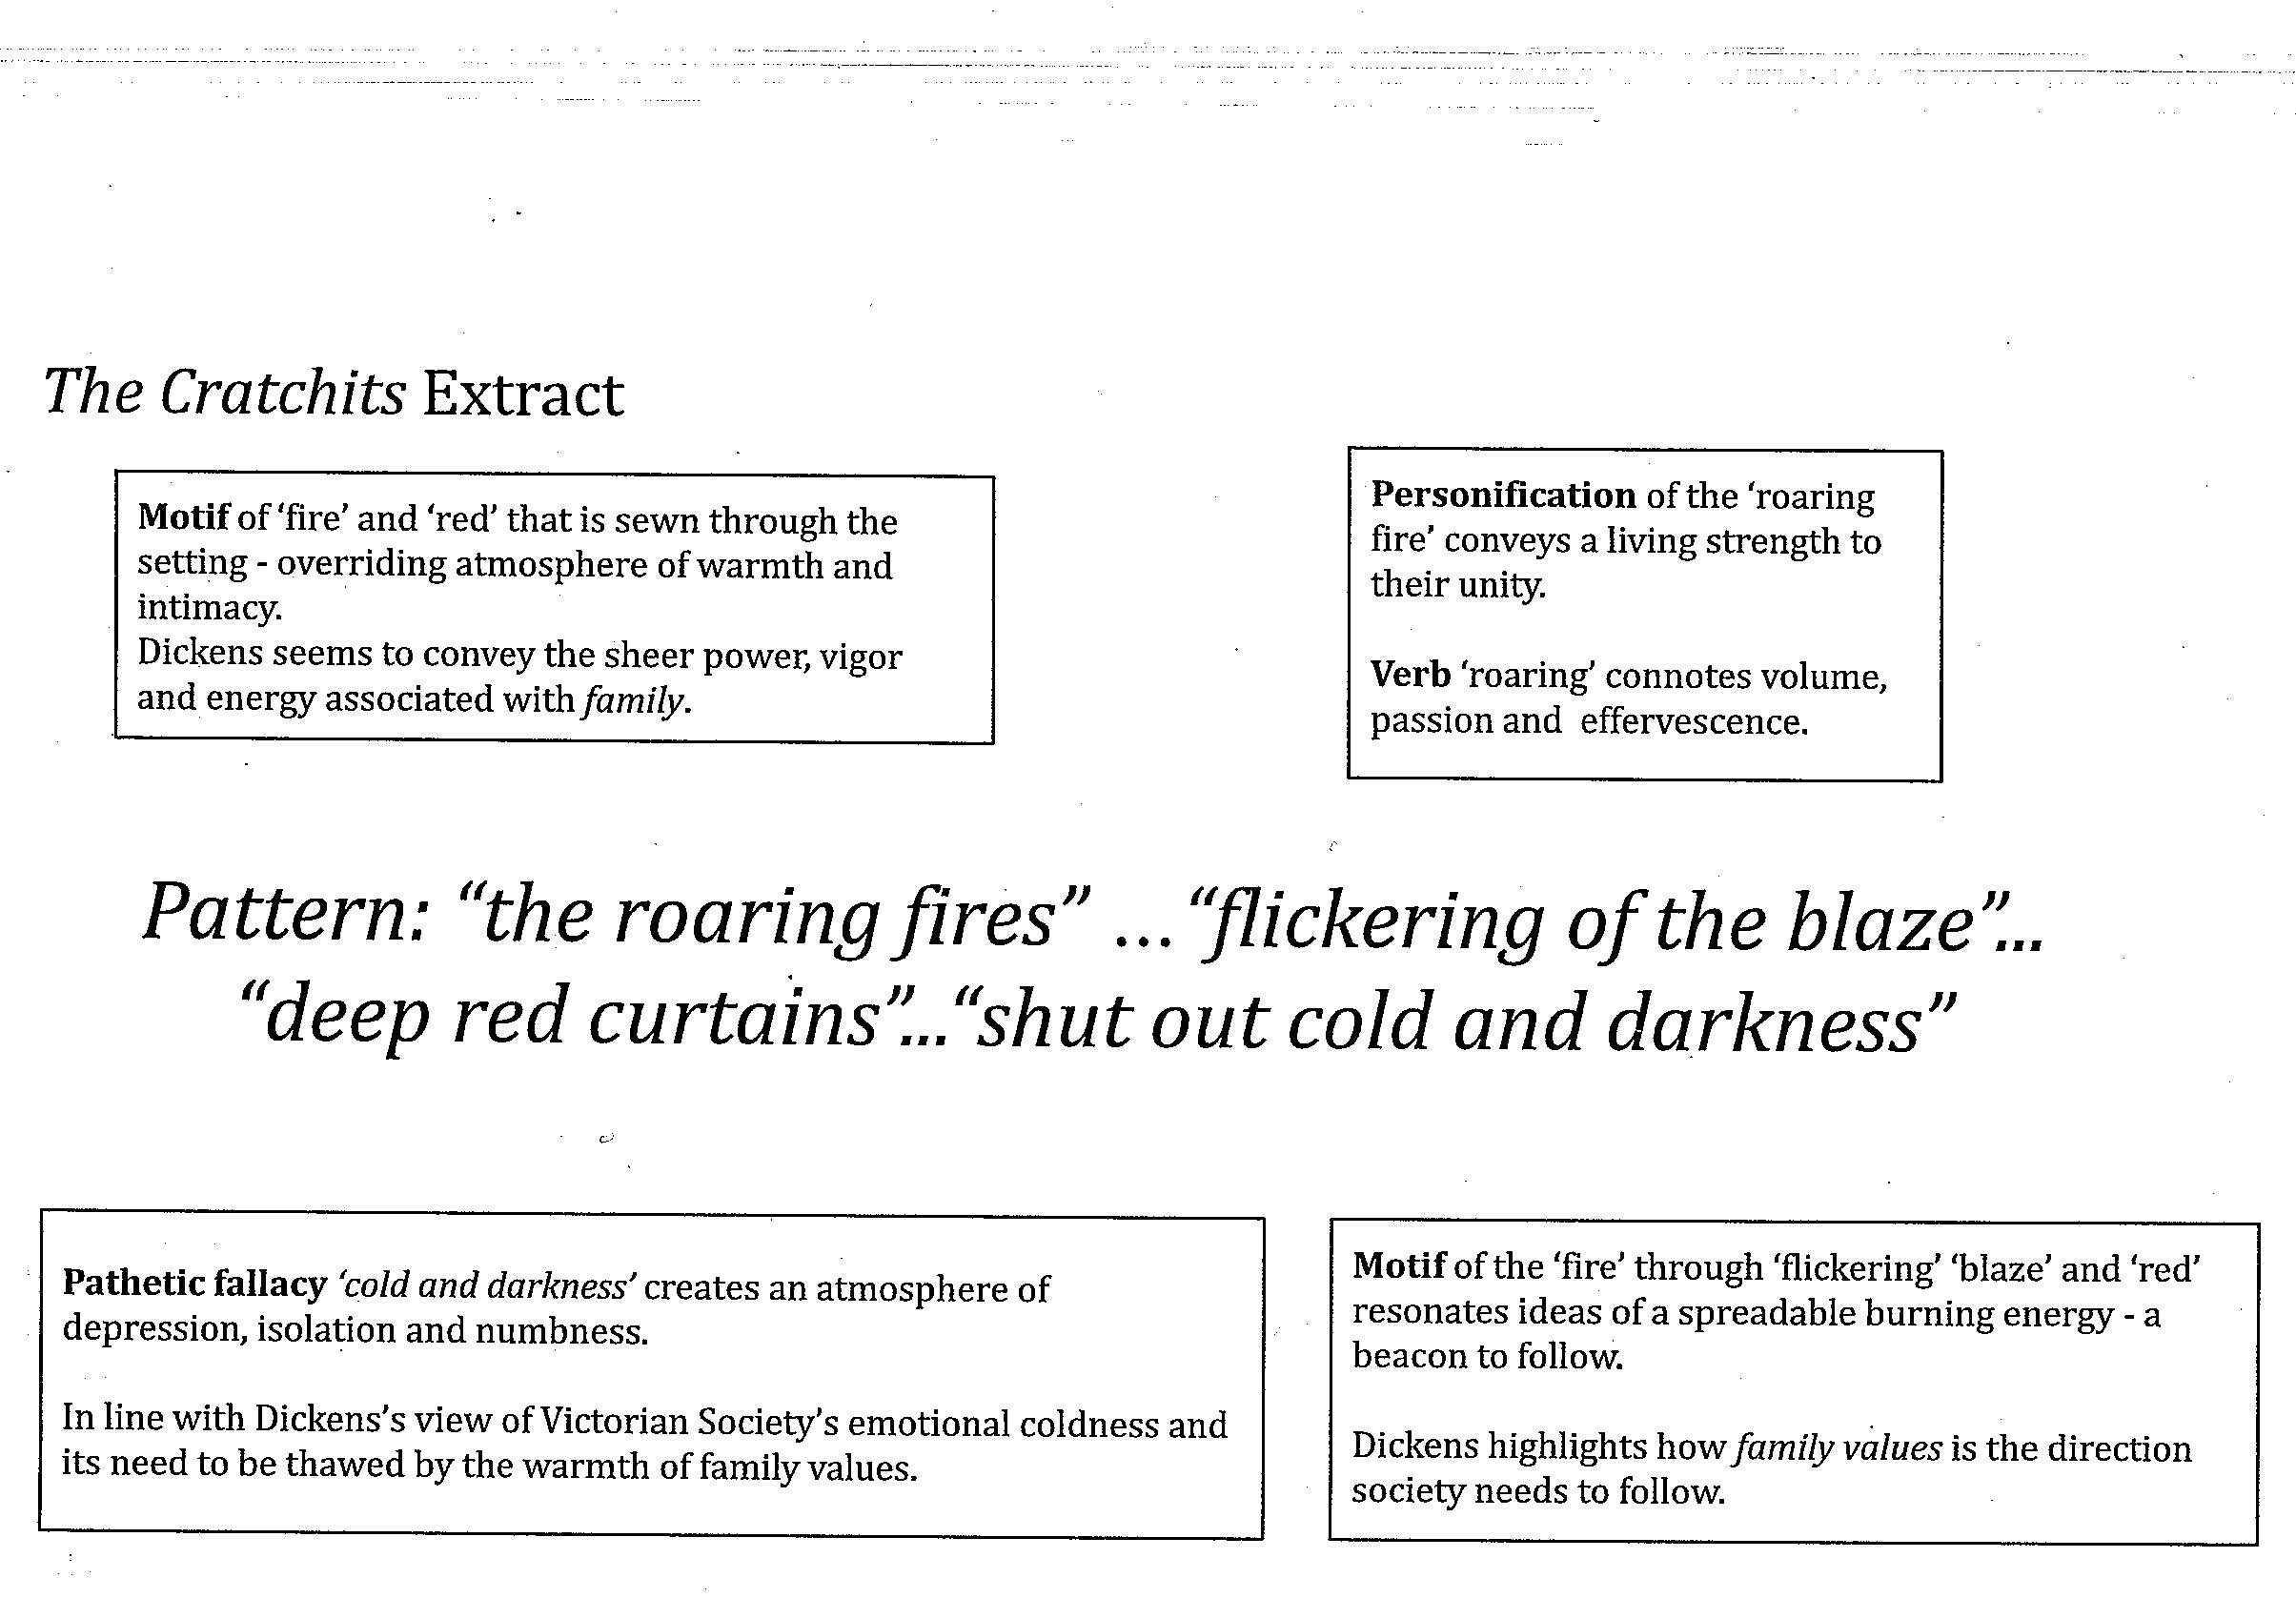 The Cratchits Extract
Motif of 'fire' and 'red' that is sewn through the
setting - overriding atmosphere of warmth and
intimacy.
Dickens seems to convey the sheer power, vigor
and energy associated with family.
Personification of the 'roaring
fire' conveys a living strength to
their unity.
Verb 'roaring' connotes volume,
passion and effervescence.
Pattern: "the roaring fires" ... "flickering of the blaze"...
"deep red curtains"..."shut out cold and darkness"
Pathetic fallacy 'cold and darkness' creates an atmosphere of
depression, isolation and numbness.
In line with Dickens's view of Victorian Society's emotional coldness and
its need to be thawed by the warmth of family values.
Motif of the 'fire' through 'flickering' 'blaze' and 'red'
resonates ideas of a spreadable burning energy - a
beacon to follow.
Dickens highlights how family values is the direction
society needs to follow.